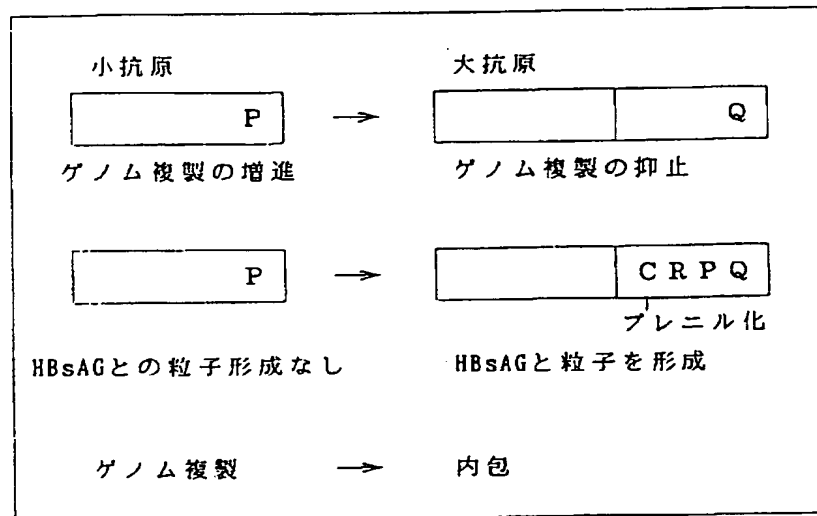 小抗原 大抗原
P → Q
ゲノム複製の増進 ゲノム複製の抑止
P → CRPQ
プレニル化
HBsAGとの粒子形成なし HBsAGと粒子を形成
ゲノム複製 → 内包